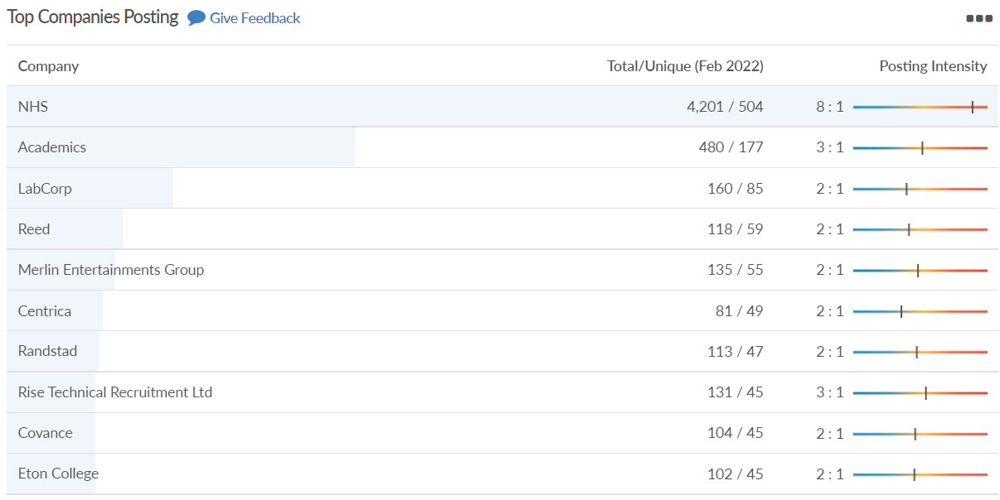 Top Companies Posting Give Feedback
Company Total/Unique (Feb 2022) Posting Intensity
NHS 4,201 / 504 8 : 1
Academics 480 / 177 3 : 1
LabCorp 160 / 85 2 : 1
Reed 118 / 59 2 : 1
Merlin Entertainments Group 135 / 55 2 : 1
Centrica 81 / 49 2 : 1
Randstad 113 / 47 2 : 1
Rise Technical Recruitment Ltd 131 / 45 3 : 1
Covance 104 / 45 2 : 1
Eton College 102 / 45 2 : 1